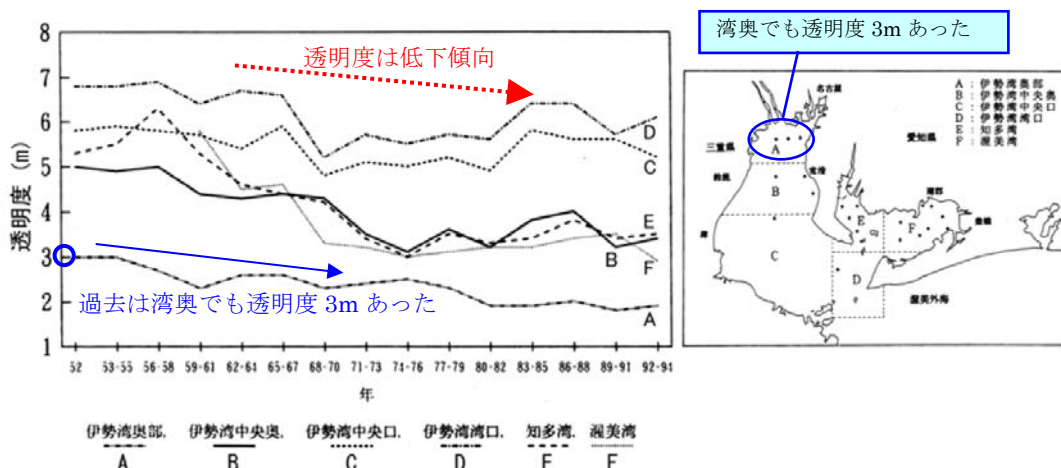 湾奥でも透明度 3m あった
透明度は低下傾向
透明度 (m)
8
7
6
5
4
3
2
1
D
C
E
B
F
A
過去は湾奥でも透明度 3m あった
52 53-55 56-58 59-61 62-64 65-67 68-70 71-73 74-76 77-79 80-82 83-85 86-88 89-91 92-94
年
伊勢湾奥部, 伊勢湾中央奥, 伊勢湾中央口, 伊勢湾湾口, 知多湾, 渥美湾
A B C D E F
名古屋
A : 伊勢湾奥部
B : 伊勢湾中央奥
C : 伊勢湾中央口
D : 伊勢湾湾口
E : 知多湾
F : 渥美湾
三重県
愛知県
A
常滑
B
蒲郡
豊橋
E
F
C
D
渥美外海